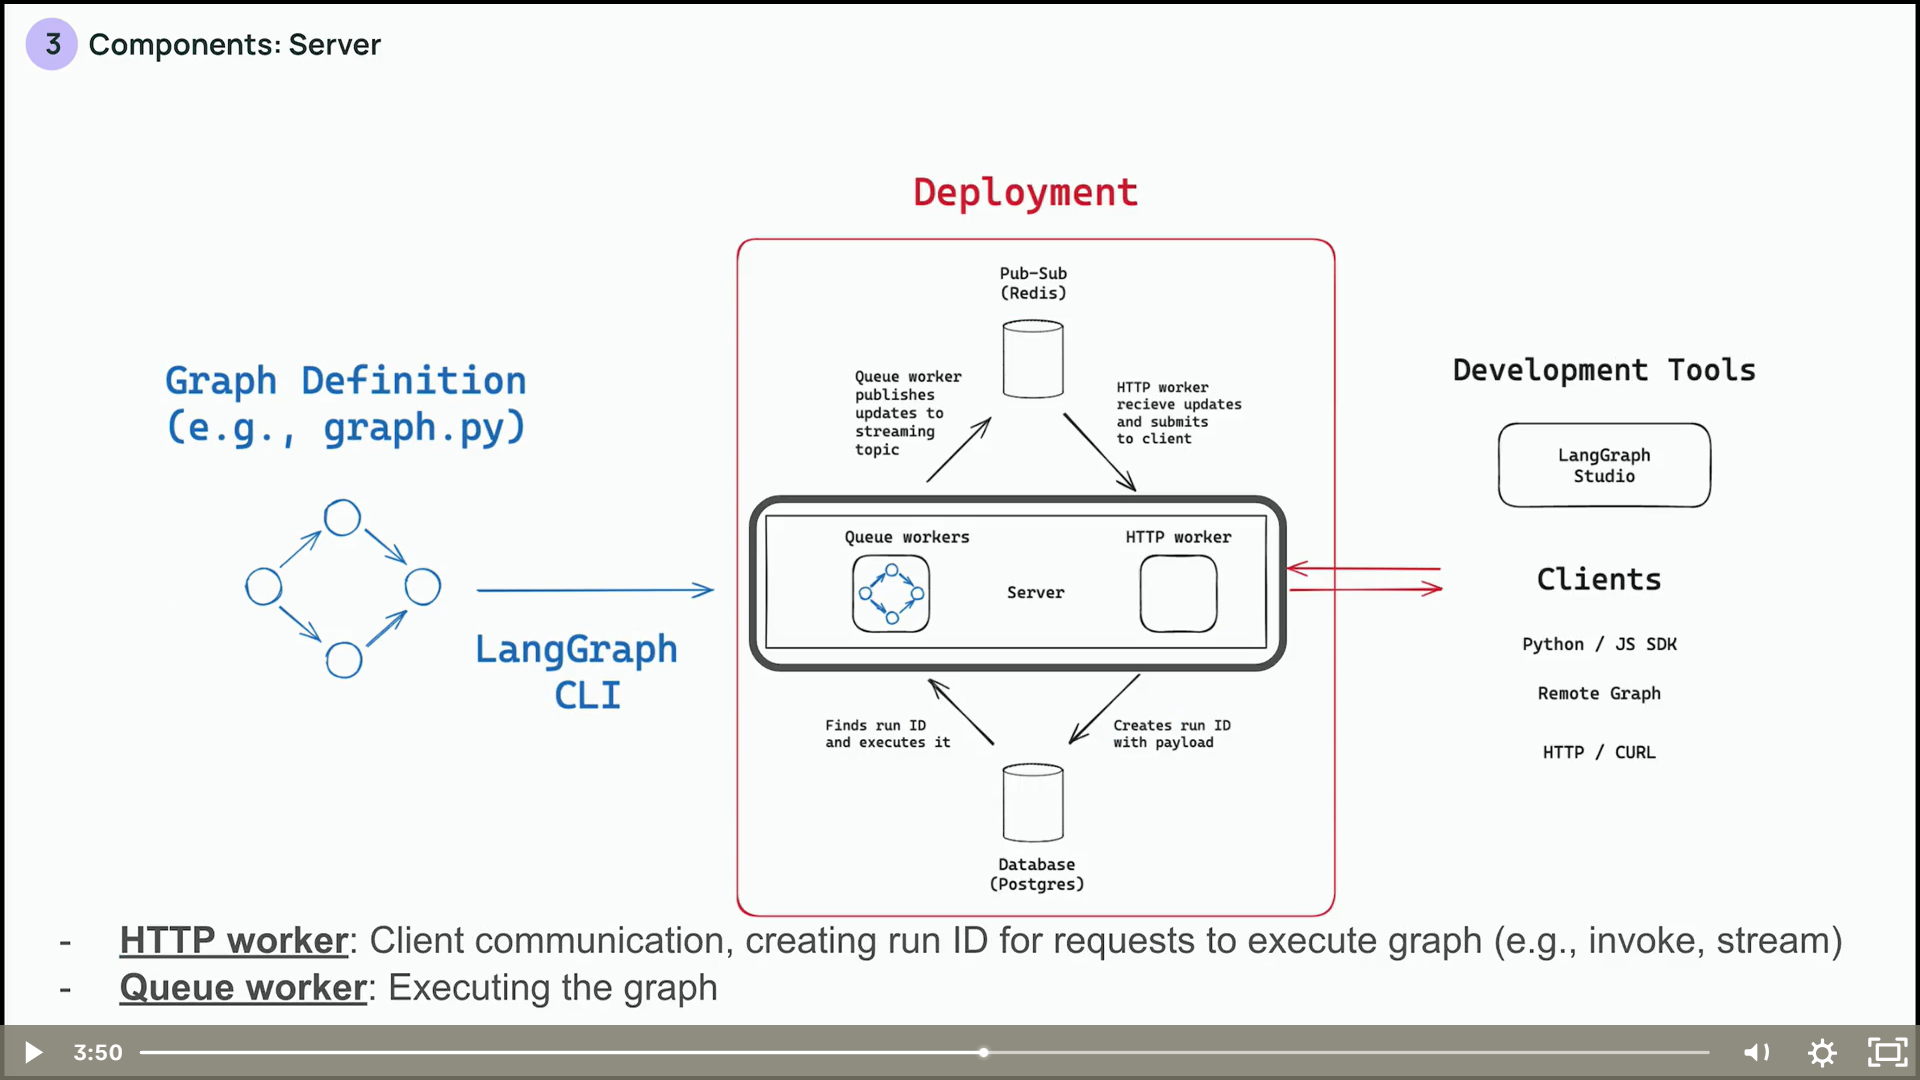 3 Components: Server
Deployment
Pub-Sub
(Redis)
Queue worker
publishes
updates to
streaming
topic
HTTP worker
recieve updates
and submits
to client
Graph Definition
(e.g., graph.py)
LangGraph
CLI
Queue workers
Server
HTTP worker
Finds run ID
and executes it
Creates run ID
with payload
Database
(Postgres)
Development Tools
LangGraph
Studio
Clients
Python / JS SDK
Remote Graph
HTTP / CURL
- HTTP worker: Client communication, creating run ID for requests to execute graph (e.g., invoke, stream)
- Queue worker: Executing the graph
3:50